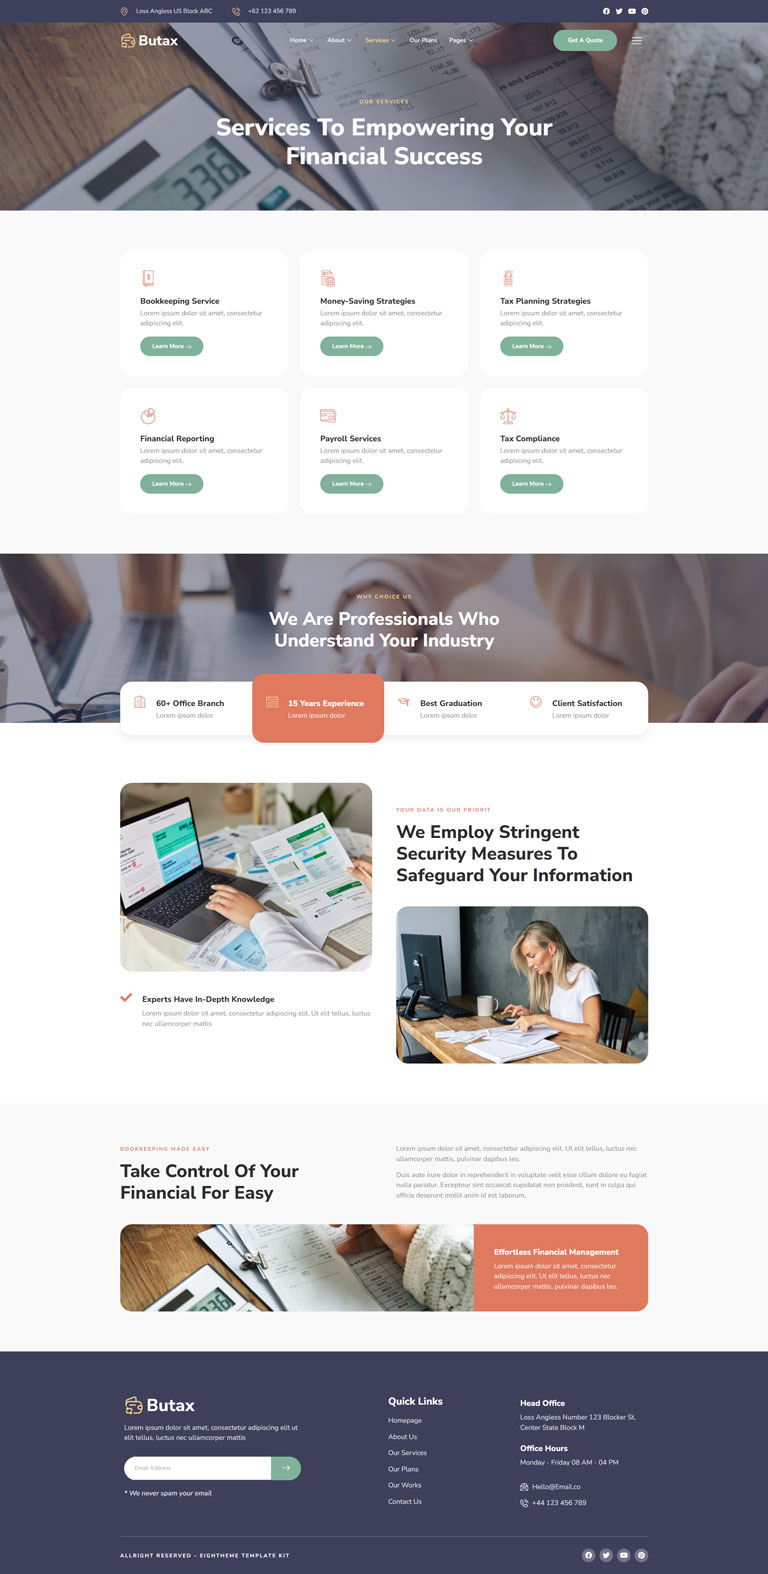 Loss Angless US Block ABC
+62 123 456 789
Butax
Home
About
Services
Our Plans
Pages
Get A Quote
OUR SERVICES
Services To Empowering Your
Financial Success
Bookkeeping Service
Lorem ipsum dolor sit amet, consectetur
adipiscing elit.
Learn More
Money-Saving Strategies
Lorem ipsum dolor sit amet, consectetur
adipiscing elit.
Learn More
Tax Planning Strategies
Lorem ipsum dolor sit amet, consectetur
adipiscing elit.
Learn More
Financial Reporting
Lorem ipsum dolor sit amet, consectetur
adipiscing elit.
Learn More
Payroll Services
Lorem ipsum dolor sit amet, consectetur
adipiscing elit.
Learn More
Tax Compliance
Lorem ipsum dolor sit amet, consectetur
adipiscing elit.
Learn More
WHY CHOICE US
We Are Professionals Who
Understand Your Industry
60+ Office Branch
Lorem ipsum dolor
15 Years Experience
Lorem ipsum dolor
Best Graduation
Lorem ipsum dolor
Client Satisfaction
Lorem ipsum dolor
YOUR DATA IS OUR PRIORIT
We Employ Stringent
Security Measures To
Safeguard Your Information
Experts Have In-Depth Knowledge
Lorem ipsum dolor sit amet, consectetur adipiscing elit. Ut elit tellus, luctus
nec ullamcorper mattis
BOOKKEEPING MADE EASY
Take Control Of Your
Financial For Easy
Lorem ipsum dolor sit amet, consectetur adipiscing elit. Ut elit tellus, luctus nec
ullamcorper mattis, pulvinar dapibus leo.
Duis aute irure dolor in reprehenderit in voluptate velit esse cillum dolore eu fugiat
nulla pariatur. Excepteur sint occaecat cupidatat non proident, sunt in culpa qui
officia deserunt mollit anim id est laborum.
Effortless Financial Management
Lorem ipsum dolor sit amet, consectetur
adipiscing elit. Ut elit tellus, luctus nec
ullamcorper mattis, pulvinar dapibus leo.
Butax
Lorem ipsum dolor sit amet, consectetur adipiscing elit ut
elit tellus, luctus nec ullamcorper mattis
Email Address
* We never spam your email
Quick Links
Homepage
About Us
Our Services
Our Plans
Our Works
Contact Us
Head Office
Loss Angless Number 123 Blocker St.
Center State Block M
Office Hours
Monday - Friday 08 AM - 04 PM
Hello@Email.co
+44 123 456 789
ALLRIGHT RESERVED - EIGHTHEME TEMPLATE KIT